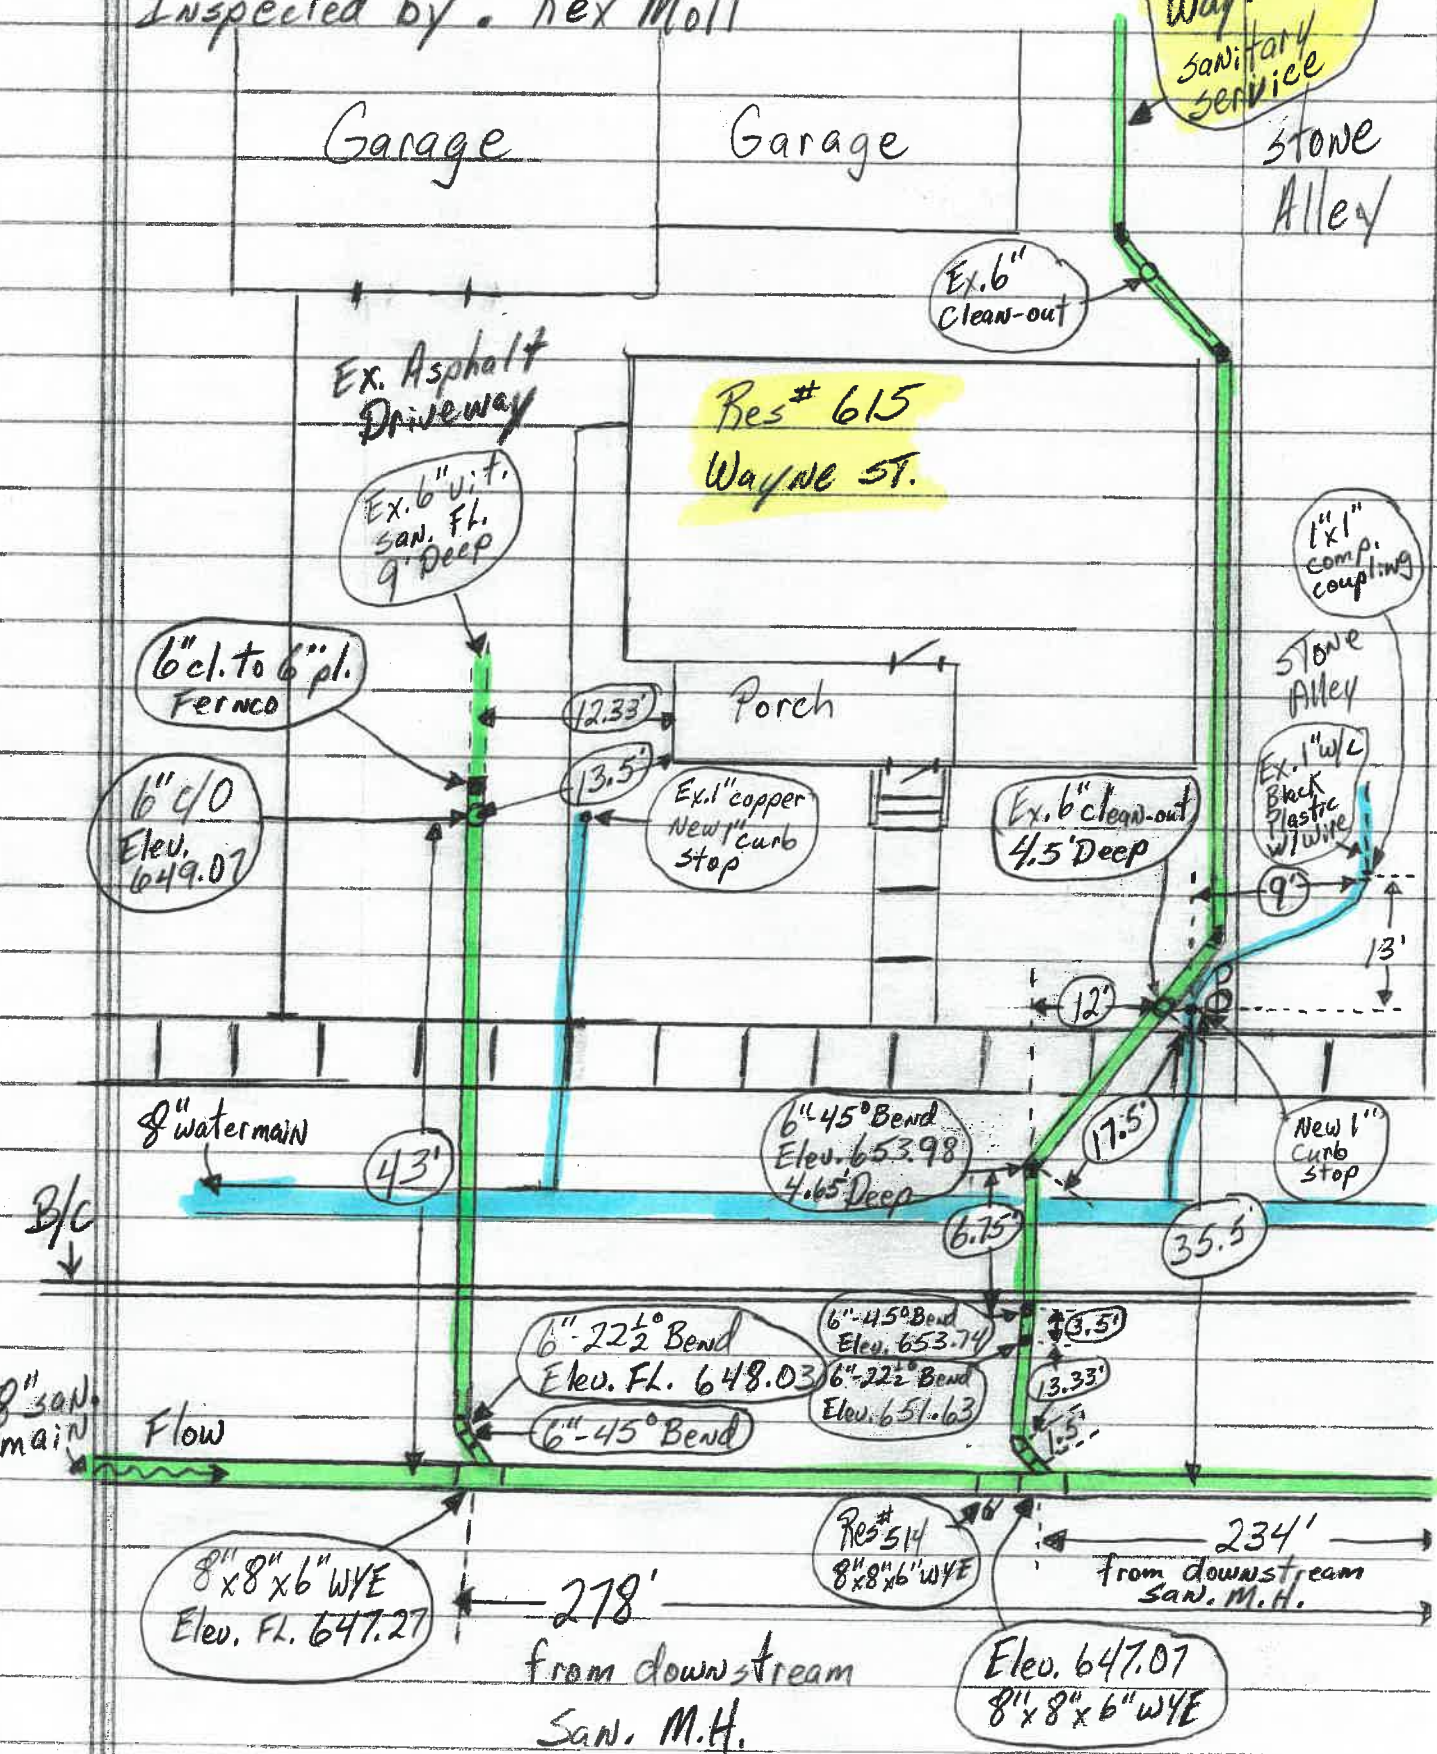 Inspected by . Rex Moll
Way
sanitary
service
Garage
Garage
Stone
Alley
Ex. 6"
Clean-out
Ex. Asphalt
Driveway
Res# 615
Wayne ST.
Ex. 6" vit.
san. FL.
9' Deep
1"x1"
comp.
coupling
6"cl. to 6"pl.
Fernco
12.33'
Porch
Stone
Alley
13.5'
6" c/o
Elev.
649.07
Ex.1"copper
New 1"curb
stop
Ex. 6"clean-out
4.5' Deep
Ex. 1" w/L
Black
Plastic
w/wire
9'
13'
12'
8"watermain
43'
6"-45° Bend
Elev. 653.98
4.65' Deep
17.5'
New 1"
Curb
stop
B/C
6.75'
35.5'
6"-22½° Bend
Elev. FL. 648.03
6"-45° Bend
Elev. 653.74
3.5'
6"-22½° Bend
Elev. 651.63
13.33'
8" san.
main
Flow
6"-45° Bend
1.5'
8"x8"x6" WYE
Elev. FL. 647.27
Res#514
8"x8"x6" WYE
6'
234'
from downstream
San. M.H.
278'
from downstream
San. M.H.
Elev. 647.07
8"x8"x6" WYE